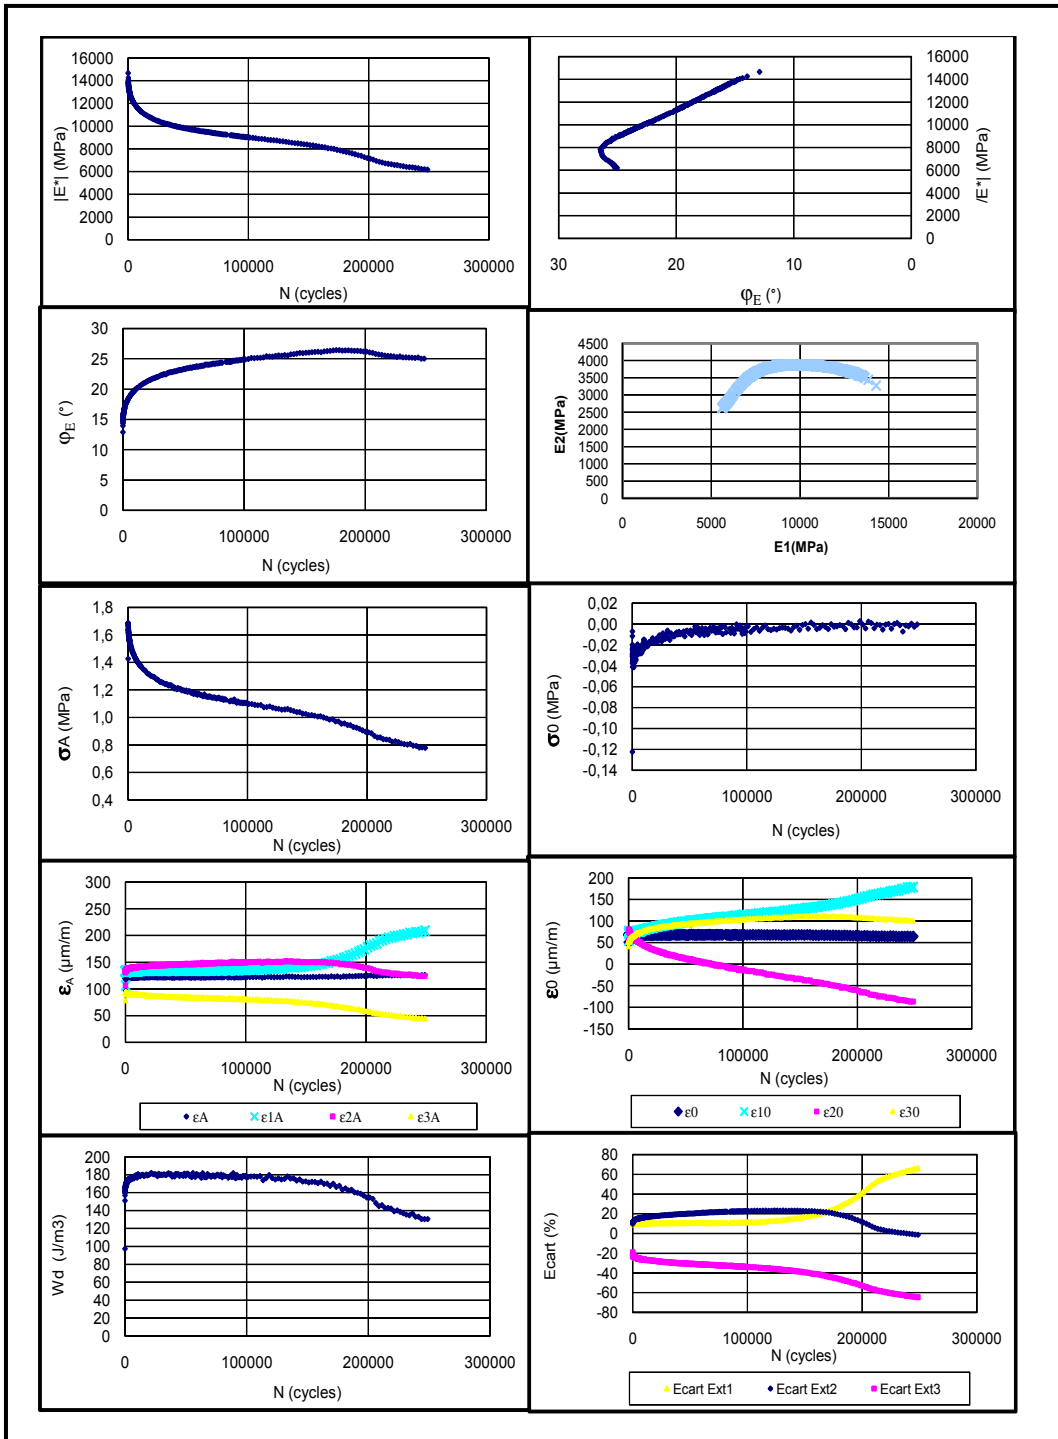 16000
14000
12000
10000
8000
6000
4000
2000
0
|E*| (MPa)
0 100000 200000 300000
N (cycles)
16000
14000
12000
10000
8000
6000
4000
2000
0
/E*| (MPa)
30 20 10 0
φE (°)
30
25
20
15
10
5
0
φE (°)
0 100000 200000 300000
N (cycles)
4500
4000
3500
3000
2500
2000
1500
1000
500
0
E2(MPa)
0 5000 10000 15000 20000
E1(MPa)
1,8
1,6
1,4
1,2
1,0
0,8
0,6
0,4
σA (MPa)
0 100000 200000 300000
N (cycles)
0,02
0,00
-0,02
-0,04
-0,06
-0,08
-0,10
-0,12
-0,14
σ0 (MPa)
0 100000 200000 300000
N (cycles)
300
250
200
150
100
50
0
εA (µm/m)
0 100000 200000 300000
N (cycles)
εA ε1A ε2A ε3A
200
150
100
50
0
-50
-100
-150
ε0 (µm/m)
0 100000 200000 300000
N (cycles)
ε0 ε10 ε20 ε30
200
180
160
140
120
100
80
60
40
20
0
Wd (J/m3)
0 100000 200000 300000
N (cycles)
80
60
40
20
0
-20
-40
-60
-80
Ecart (%)
0 100000 200000 300000
N (cycles)
Ecart Ext1 Ecart Ext2 Ecart Ext3